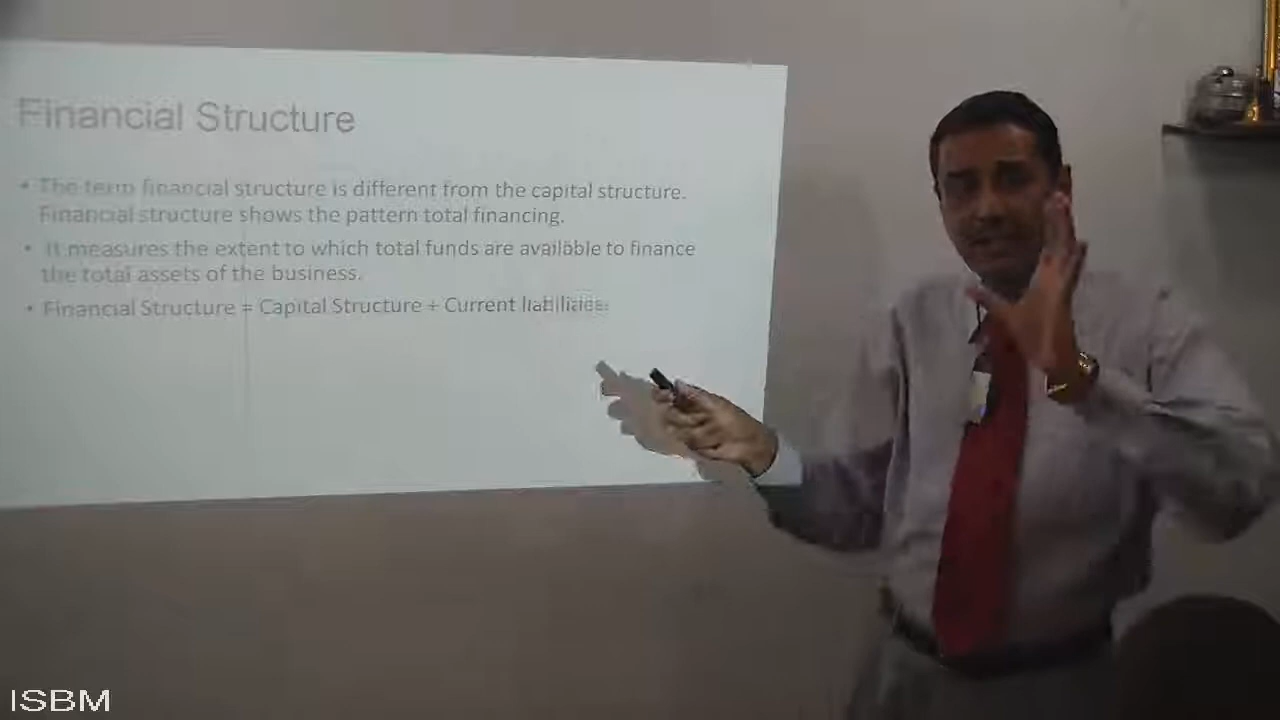 Financial Structure
• The term financial structure is different from the capital structure.
Financial structure shows the pattern total financing.
• It measures the extent to which total funds are available to finance
the total assets of the business.
• Financial Structure = Capital Structure + Current
ISBM